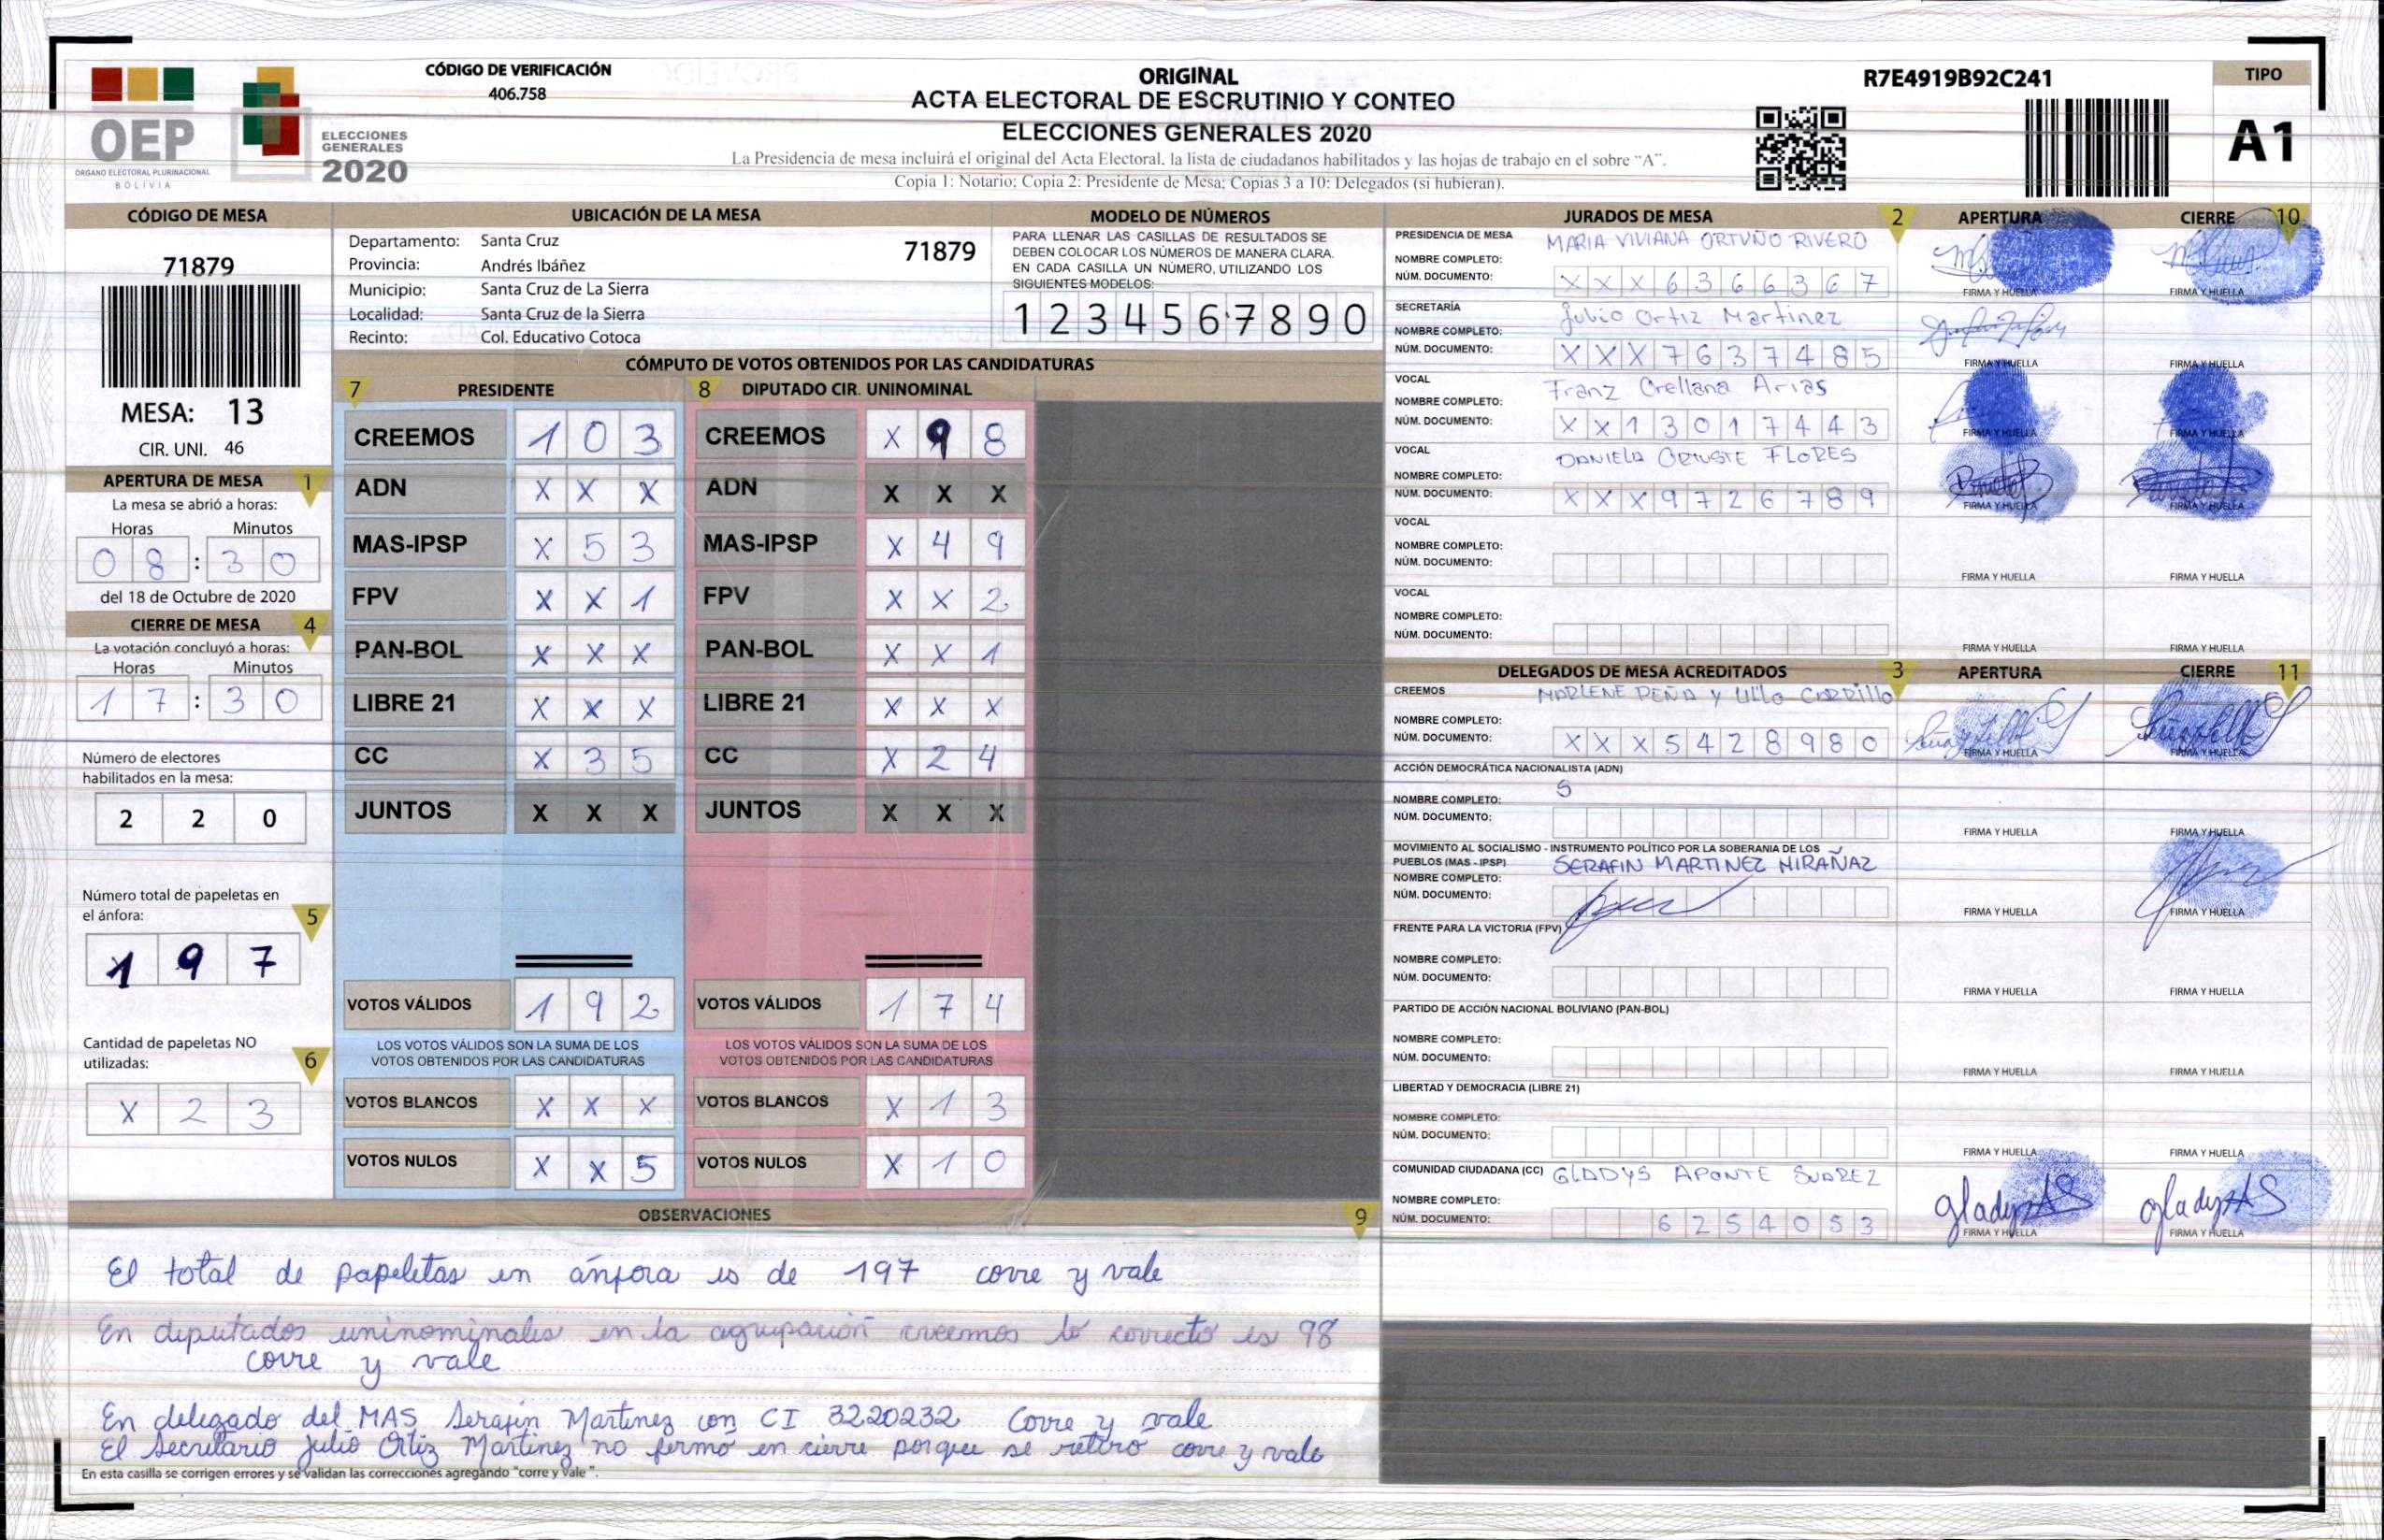 CÓDIGO DE VERIFICACIÓN
406.758
OEP
ÓRGANO ELECTORAL PLURINACIONAL
BOLIVIA
ELECCIONES
GENERALES
2020
ORIGINAL
ACTA ELECTORAL DE ESCRUTINIO Y CONTEO
ELECCIONES GENERALES 2020
La Presidencia de mesa incluirá el original del Acta Electoral, la lista de ciudadanos habilitados y las hojas de trabajo en el sobre "A".
Copia 1: Notario; Copia 2: Presidente de Mesa; Copias 3 a 10: Delegados (si hubieran).
R7E4919B92C241
TIPO
A1
CÓDIGO DE MESA
71879
MESA: 13
CIR. UNI. 46
APERTURA DE MESA 1
La mesa se abrió a horas:
Horas Minutos
0 8 : 3 0
del 18 de Octubre de 2020
CIERRE DE MESA 4
La votación concluyó a horas:
Horas Minutos
1 7 : 3 0
Número de electores
habilitados en la mesa:
2 2 0
Número total de papeletas en
el ánfora: 5
1 9 7
Cantidad de papeletas NO
utilizadas: 6
X 2 3
UBICACIÓN DE LA MESA
Departamento: Santa Cruz
71879
Provincia: Andrés Ibáñez
Municipio: Santa Cruz de La Sierra
Localidad: Santa Cruz de la Sierra
Recinto: Col. Educativo Cotoca
MODELO DE NÚMEROS
PARA LLENAR LAS CASILLAS DE RESULTADOS SE
DEBEN COLOCAR LOS NÚMEROS DE MANERA CLARA.
EN CADA CASILLA UN NÚMERO, UTILIZANDO LOS
SIGUIENTES MODELOS:
1 2 3 4 5 6 7 8 9 0
CÓMPUTO DE VOTOS OBTENIDOS POR LAS CANDIDATURAS
7 PRESIDENTE 8 DIPUTADO CIR. UNINOMINAL
CREEMOS 1 0 3 CREEMOS X 9 8
ADN X X X ADN X X X
MAS-IPSP X 5 3 MAS-IPSP X 4 9
FPV X X 1 FPV X X 2
PAN-BOL X X X PAN-BOL X X 1
LIBRE 21 X X X LIBRE 21 X X X
CC X 3 5 CC X 2 4
JUNTOS X X X JUNTOS X X X
VOTOS VÁLIDOS 1 9 2 VOTOS VÁLIDOS 1 7 4
LOS VOTOS VÁLIDOS SON LA SUMA DE LOS LOS VOTOS VÁLIDOS SON LA SUMA DE LOS
VOTOS OBTENIDOS POR LAS CANDIDATURAS VOTOS OBTENIDOS POR LAS CANDIDATURAS
VOTOS BLANCOS X X X VOTOS BLANCOS X 1 3
VOTOS NULOS X X 5 VOTOS NULOS X 1 0
OBSERVACIONES 9
El total de papeletas en ánfora es de 197 corre y vale
En diputados uninominales en la agrupación creemos lo correcto es 98
corre y vale
En delegado del MAS Serafin Martinez con CI 3220232 Corre y vale
El Secretario Julio Ortiz Martinez no firmo en cierre porque se retiro corre y vale
En esta casilla se corrigen errores y se validan las correcciones agregando "corre y vale".
JURADOS DE MESA 2 APERTURA CIERRE 10
PRESIDENCIA DE MESA MARIA VIVIANA ORTUÑO RIVERO
NOMBRE COMPLETO:
NÚM. DOCUMENTO: X X X 6 3 6 6 3 6 7
FIRMA Y HUELLA FIRMA Y HUELLA
SECRETARÍA Julio Ortiz Martinez
NOMBRE COMPLETO:
NÚM. DOCUMENTO: X X X 7 6 3 7 4 8 5
FIRMA Y HUELLA FIRMA Y HUELLA
VOCAL Franz Orellana Arias
NOMBRE COMPLETO:
NÚM. DOCUMENTO: X X 1 3 0 1 7 4 4 3
FIRMA Y HUELLA FIRMA Y HUELLA
VOCAL DANIELA ORTUSTE FLORES
NOMBRE COMPLETO:
NÚM. DOCUMENTO: X X X 9 7 2 6 7 8 9
FIRMA Y HUELLA FIRMA Y HUELLA
VOCAL
NOMBRE COMPLETO:
NÚM. DOCUMENTO:
FIRMA Y HUELLA FIRMA Y HUELLA
VOCAL
NOMBRE COMPLETO:
NÚM. DOCUMENTO:
FIRMA Y HUELLA FIRMA Y HUELLA
DELEGADOS DE MESA ACREDITADOS 3 APERTURA CIERRE 11
CREEMOS MARLENE PEÑA Y LILLO CARRILLO
NOMBRE COMPLETO:
NÚM. DOCUMENTO: X X X 5 4 2 8 9 8 0
FIRMA Y HUELLA FIRMA Y HUELLA
ACCIÓN DEMOCRÁTICA NACIONALISTA (ADN)
S
NOMBRE COMPLETO:
NÚM. DOCUMENTO:
FIRMA Y HUELLA FIRMA Y HUELLA
MOVIMIENTO AL SOCIALISMO - INSTRUMENTO POLÍTICO POR LA SOBERANIA DE LOS
PUEBLOS (MAS - IPSP) SERAFIN MARTINEZ MIRAÑAZ
NOMBRE COMPLETO:
NÚM. DOCUMENTO:
FIRMA Y HUELLA FIRMA Y HUELLA
FRENTE PARA LA VICTORIA (FPV)
NOMBRE COMPLETO:
NÚM. DOCUMENTO:
FIRMA Y HUELLA FIRMA Y HUELLA
PARTIDO DE ACCIÓN NACIONAL BOLIVIANO (PAN-BOL)
NOMBRE COMPLETO:
NÚM. DOCUMENTO:
FIRMA Y HUELLA FIRMA Y HUELLA
LIBERTAD Y DEMOCRACIA (LIBRE 21)
NOMBRE COMPLETO:
NÚM. DOCUMENTO:
FIRMA Y HUELLA FIRMA Y HUELLA
COMUNIDAD CIUDADANA (CC) GLADYS APONTE SUAREZ
NOMBRE COMPLETO:
NÚM. DOCUMENTO: 6 2 5 4 0 5 3
gladysAS gladysAS
FIRMA Y HUELLA FIRMA Y HUELLA